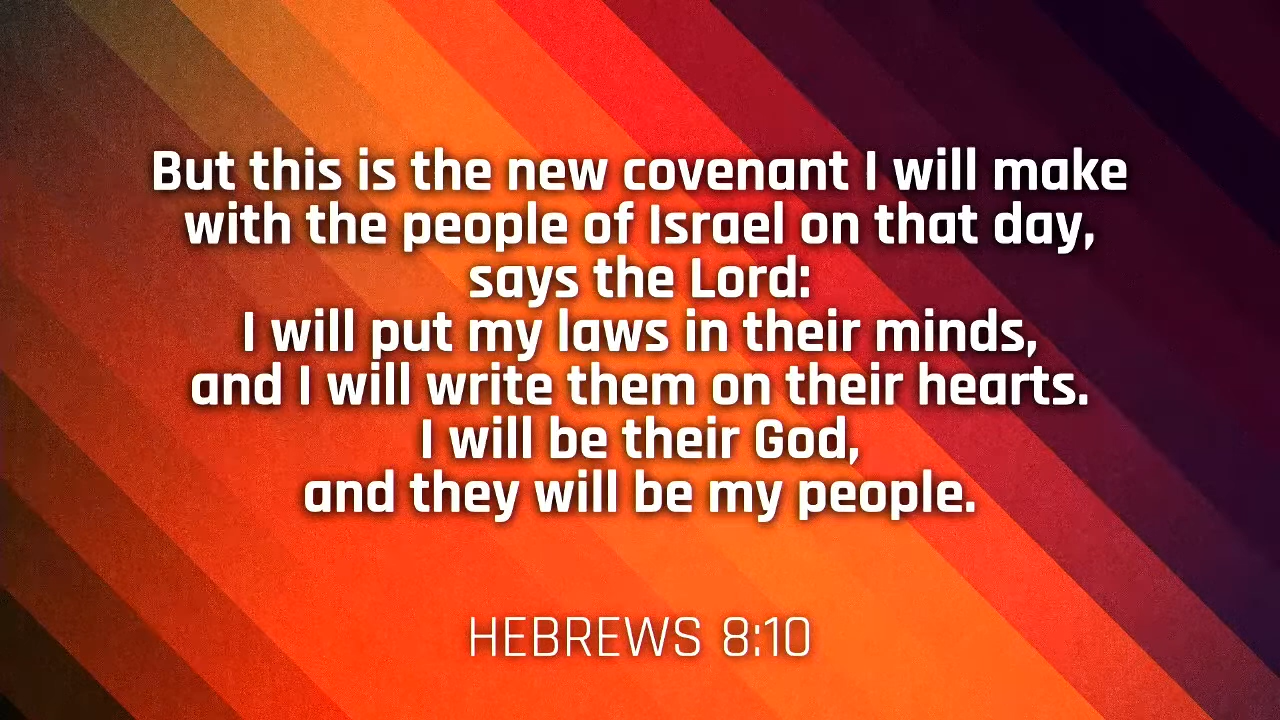 But this is the new covenant I will make
with the people of Israel on that day,
says the Lord:
I will put my laws in their minds,
and I will write them on their hearts.
I will be their God,
and they will be my people.
HEBREWS 8:10